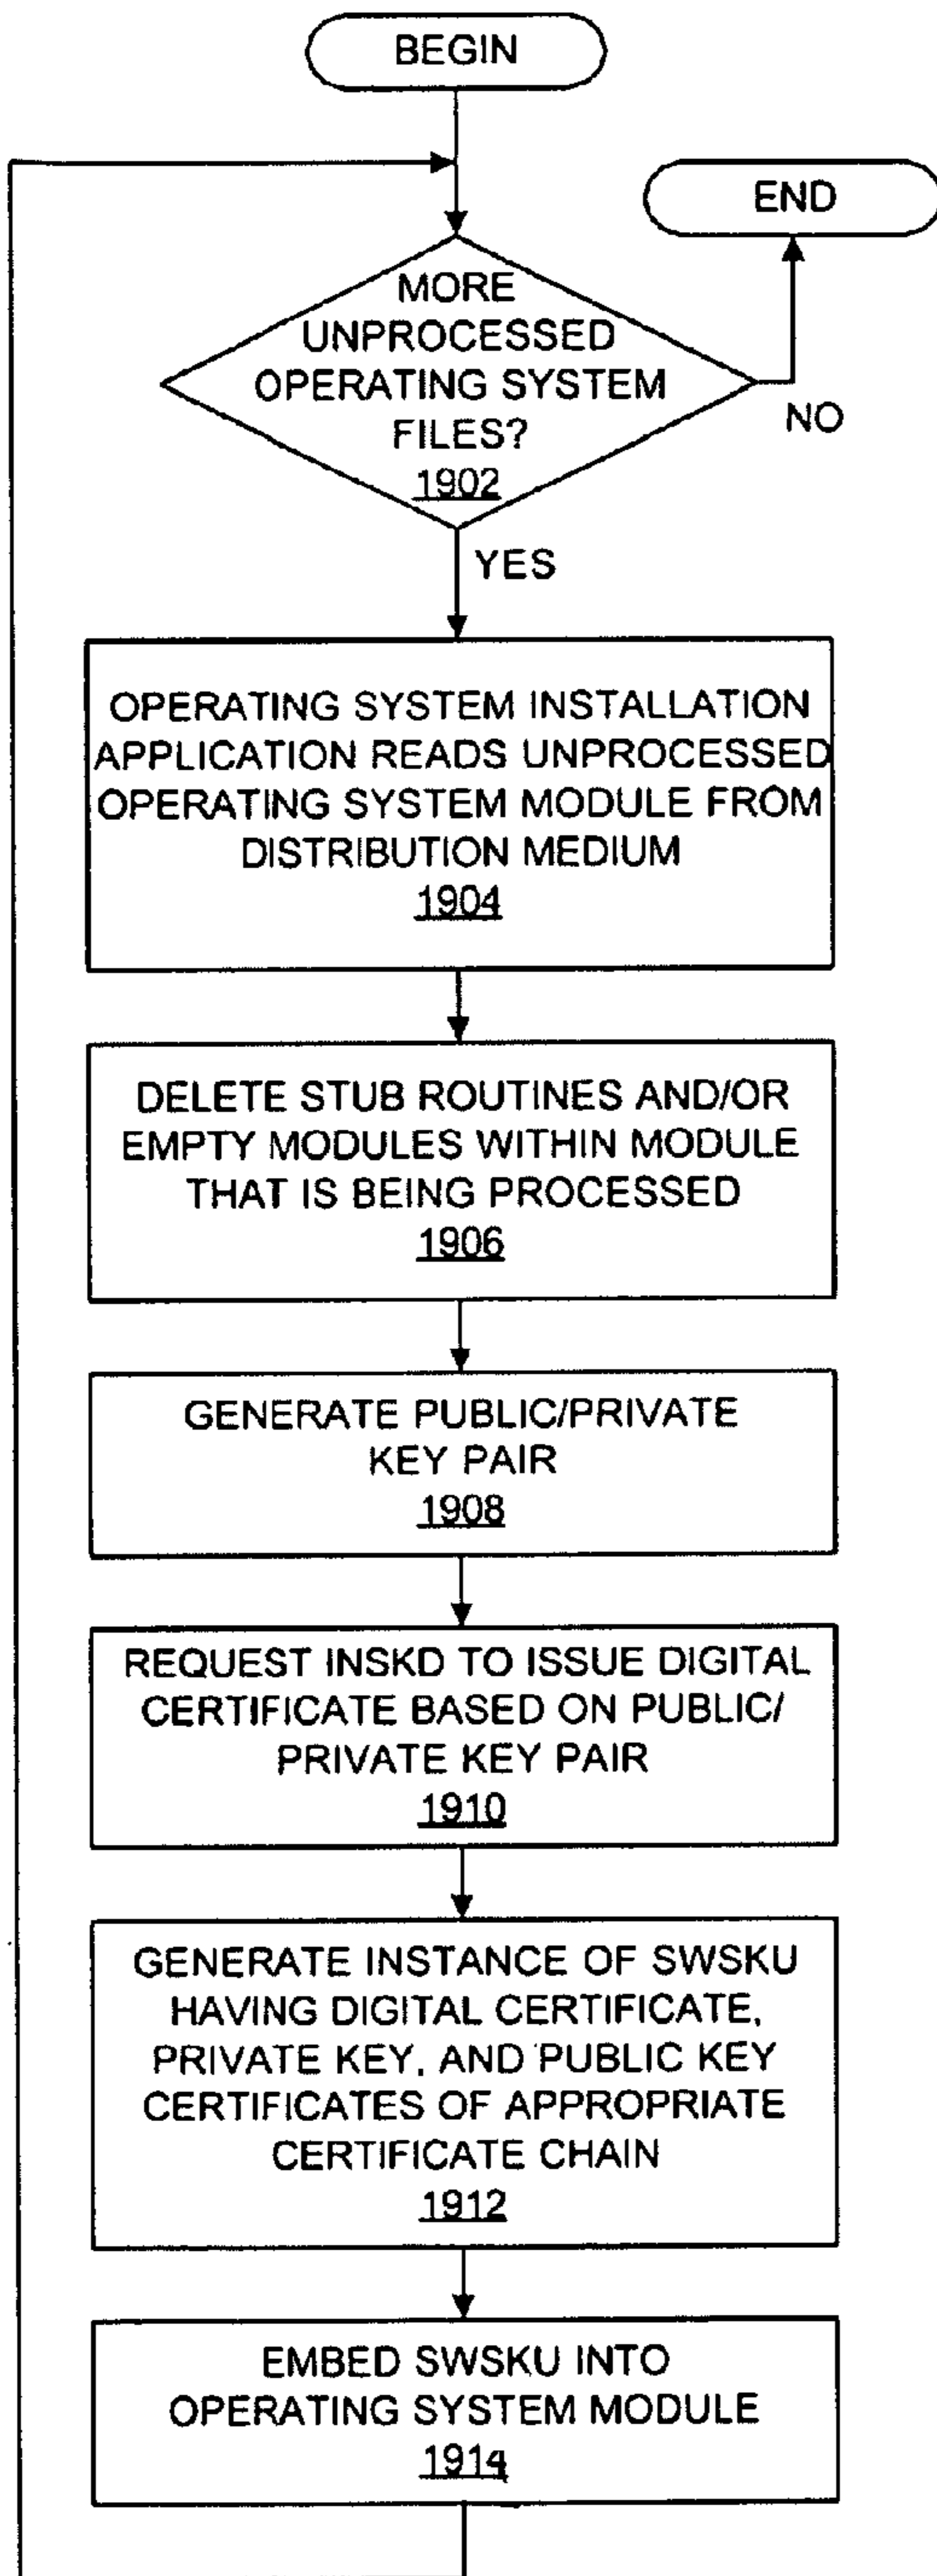 BEGIN
END
MORE
UNPROCESSED
OPERATING SYSTEM
FILES?
1902
NO
YES
OPERATING SYSTEM INSTALLATION
APPLICATION READS UNPROCESSED
OPERATING SYSTEM MODULE FROM
DISTRIBUTION MEDIUM
1904
DELETE STUB ROUTINES AND/OR
EMPTY MODULES WITHIN MODULE
THAT IS BEING PROCESSED
1906
GENERATE PUBLIC/PRIVATE
KEY PAIR
1908
REQUEST INSKD TO ISSUE DIGITAL
CERTIFICATE BASED ON PUBLIC/
PRIVATE KEY PAIR
1910
GENERATE INSTANCE OF SWSKU
HAVING DIGITAL CERTIFICATE,
PRIVATE KEY, AND PUBLIC KEY
CERTIFICATES OF APPROPRIATE
CERTIFICATE CHAIN
1912
EMBED SWSKU INTO
OPERATING SYSTEM MODULE
1914